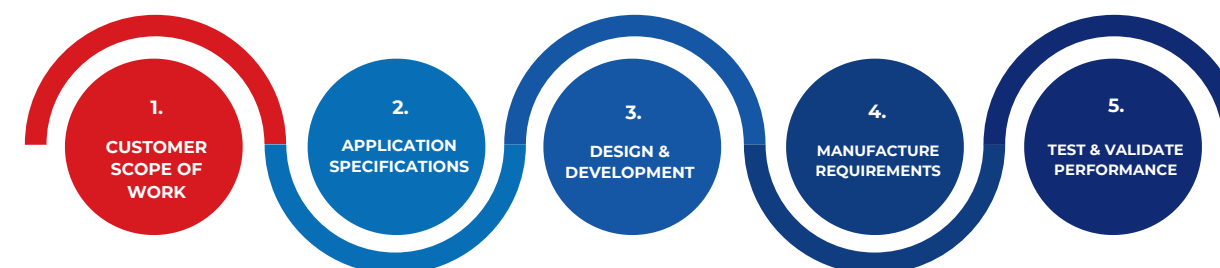 1.
CUSTOMER
SCOPE OF
WORK
2.
APPLICATION
SPECIFICATIONS
3.
DESIGN &
DEVELOPMENT
4.
MANUFACTURE
REQUIREMENTS
5.
TEST & VALIDATE
PERFORMANCE